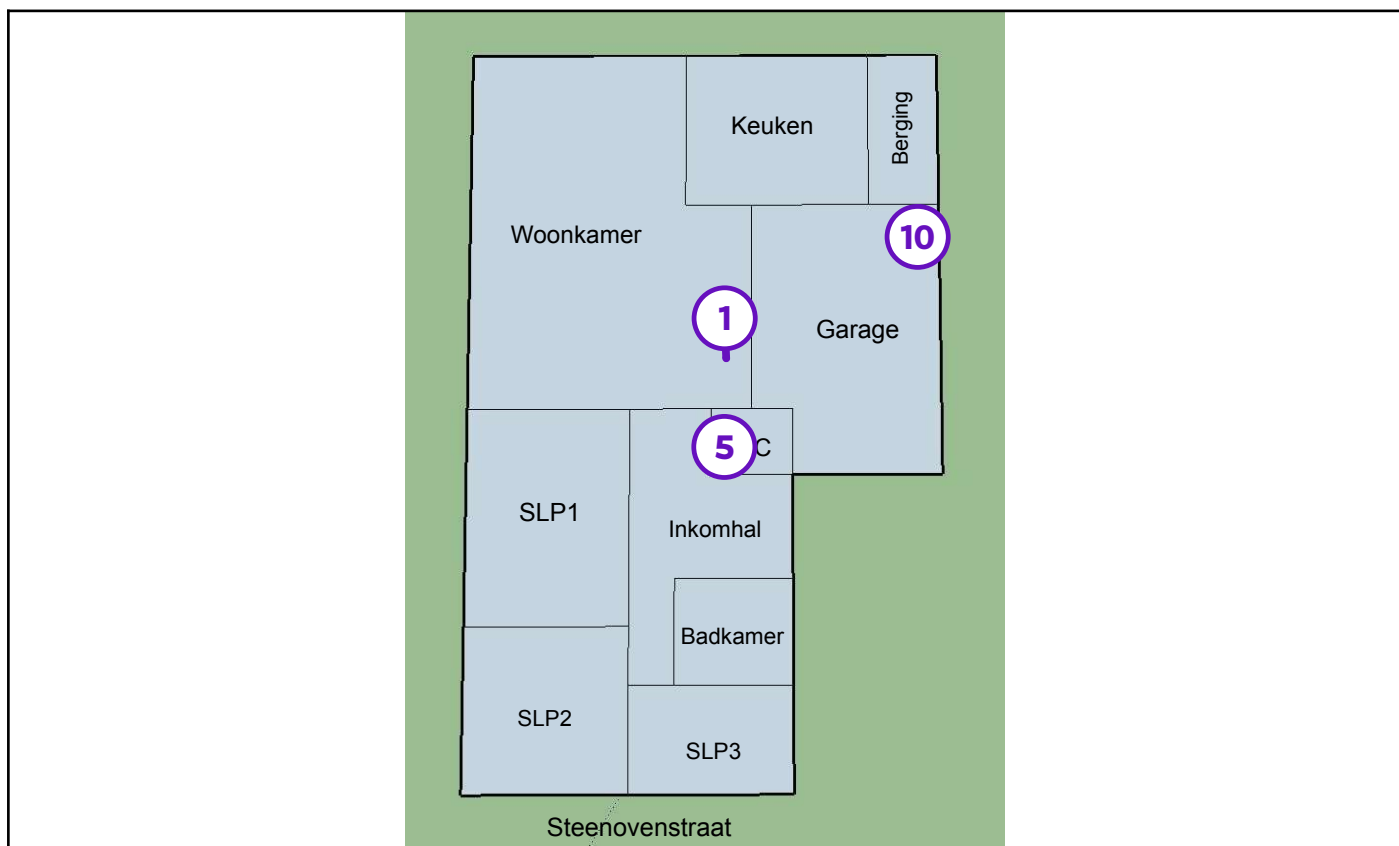 Keuken
Berging
Woonkamer
10
1
Garage
5 C
SLP1
Inkomhal
Badkamer
SLP2
SLP3
Steenovenstraat